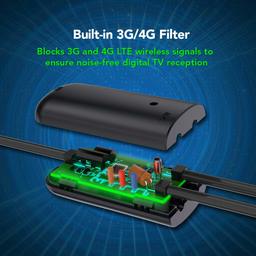 Built-in 3G/4G Filter
Blocks 3G and 4G LTE wireless signals to
ensure noise-free digital TV reception